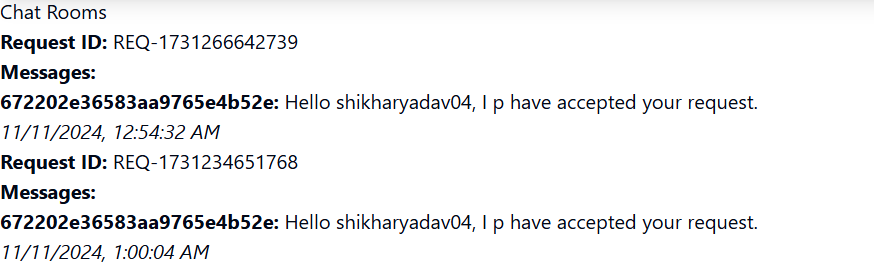 Chat Rooms
Request ID: REQ-1731266642739
Messages:
672202e36583aa9765e4b52e: Hello shikharyadav04, I p have accepted your request.
11/11/2024, 12:54:32 AM
Request ID: REQ-1731234651768
Messages:
672202e36583aa9765e4b52e: Hello shikharyadav04, I p have accepted your request.
11/11/2024, 1:00:04 AM